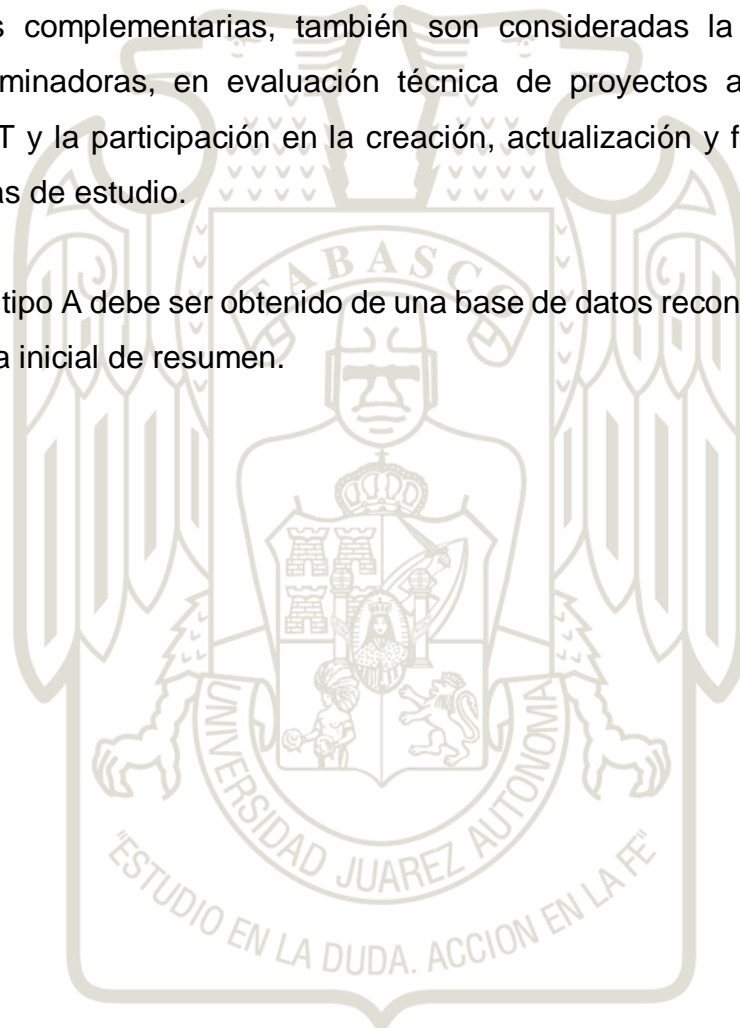 s complementarias, también son consideradas la
minadoras, en evaluación técnica de proyectos a
T y la participación en la creación, actualización y f
as de estudio.
tipo A debe ser obtenido de una base de datos recon
a inicial de resumen.
TABASCO
UNIVERSIDAD JUAREZ AUTONOMA
"ESTUDIO EN LA DUDA. ACCION EN LA FE"